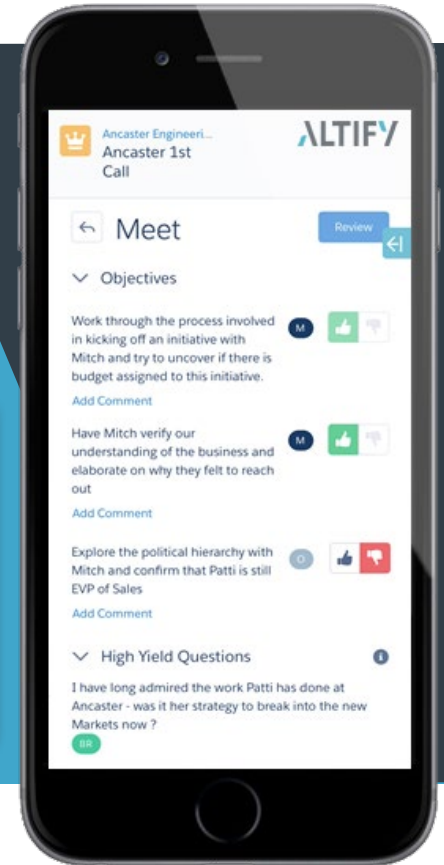 Ancaster Engineeri...
Ancaster 1st
Call
ALTIFY
Meet
Review
Objectives
Work through the process involved
in kicking off an initiative with
Mitch and try to uncover if there is
budget assigned to this initiative.
M
Add Comment
Have Mitch verify our
understanding of the business and
elaborate on why they felt to reach
out
M
Add Comment
Explore the political hierarchy with
Mitch and confirm that Patti is still
EVP of Sales
O
Add Comment
High Yield Questions
I have long admired the work Patti has done at
Ancaster - was it her strategy to break into the new
Markets now ?
BR